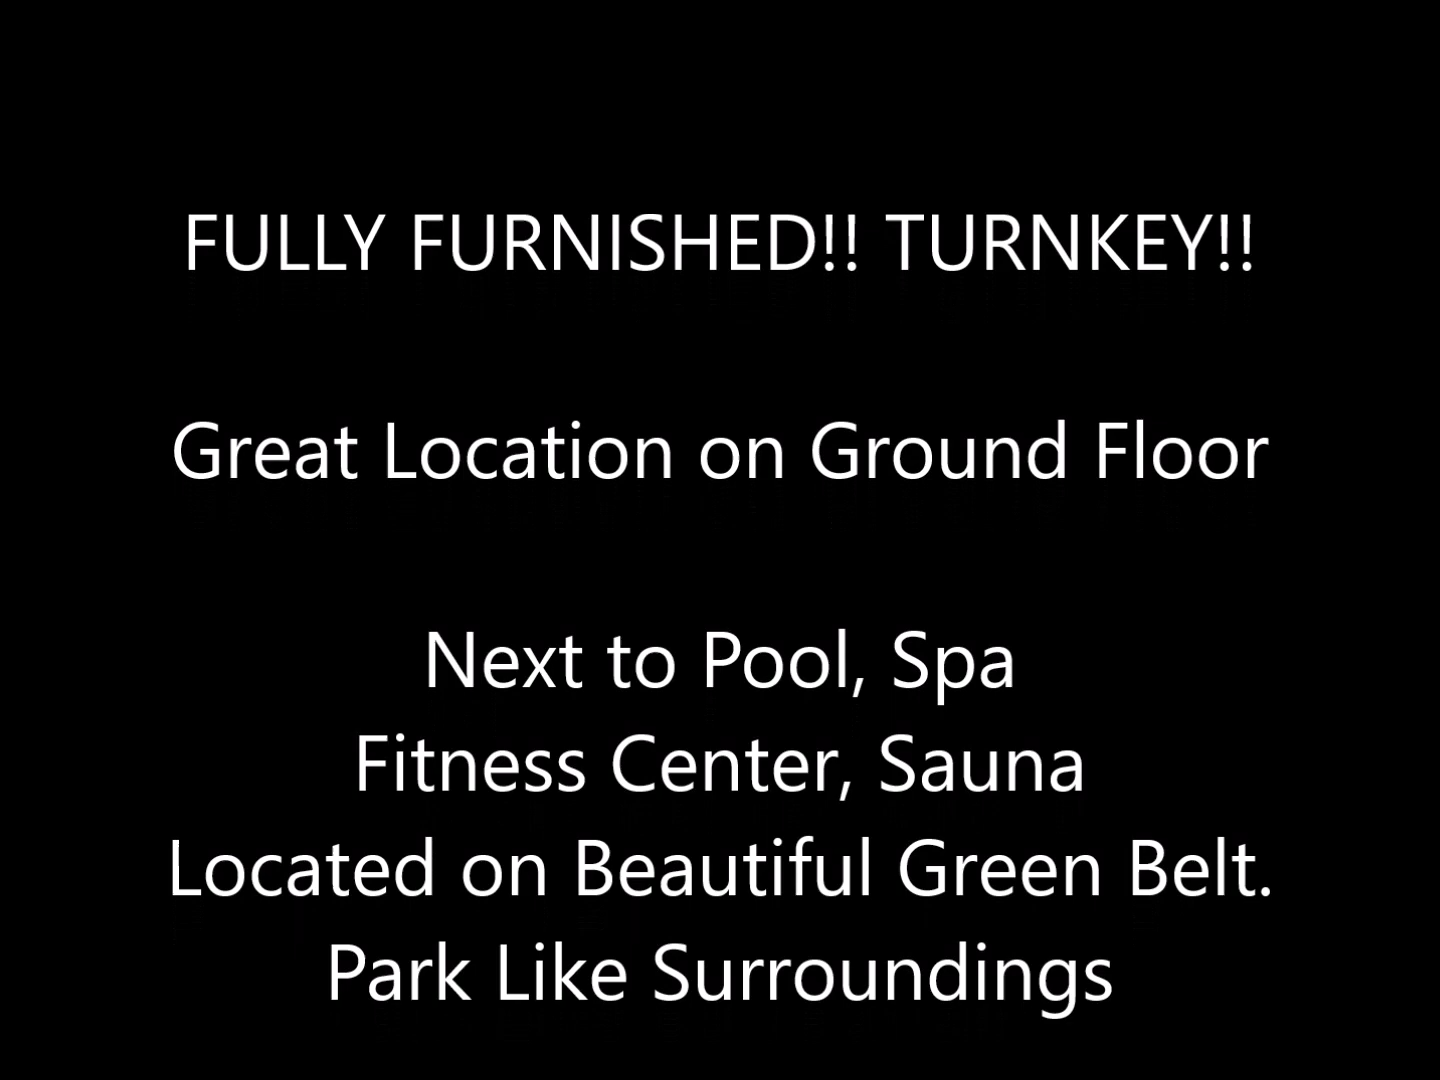 FULLY FURNISHED!! TURNKEY!!
Great Location on Ground Floor
Next to Pool, Spa
Fitness Center, Sauna
Located on Beautiful Green Belt.
Park Like Surroundings